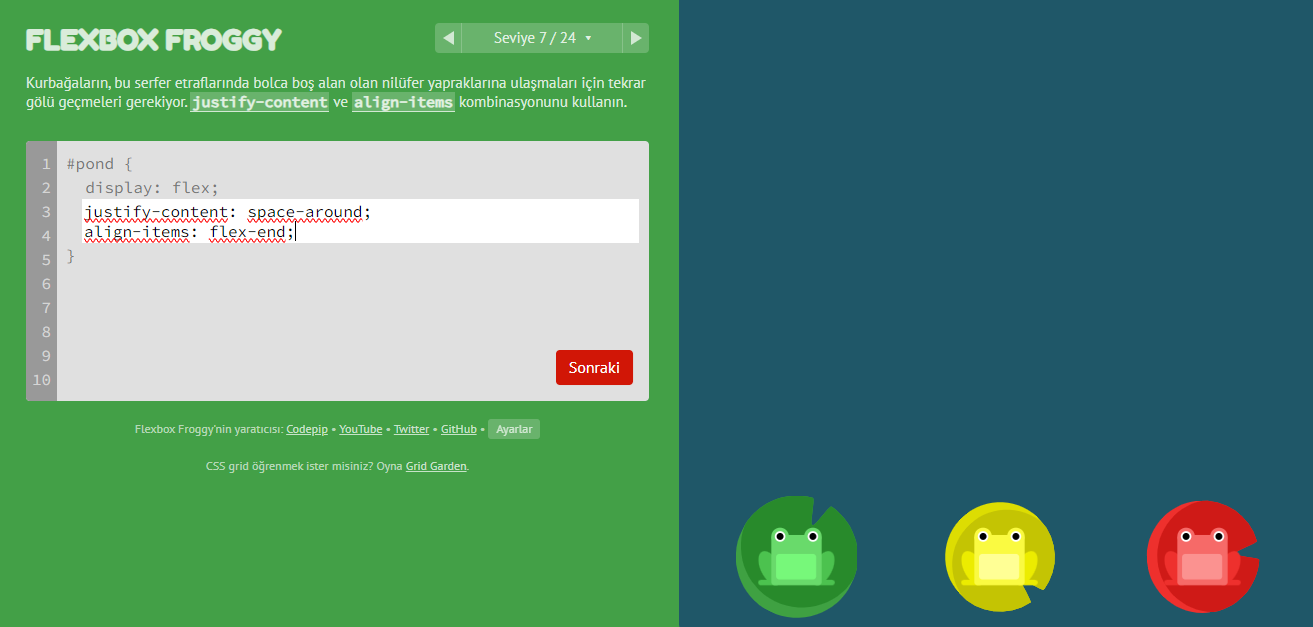 FLEXBOX FROGGY
Seviye 7 / 24
Kurbağaların, bu serfer etraflarında bolca boş alan olan nilüfer yapraklarına ulaşmaları için tekrar
gölü geçmeleri gerekiyor. justify-content ve align-items kombinasyonunu kullanın.
1 #pond {
2 display: flex;
3 justify-content: space-around;
4 align-items: flex-end;
5 }
6
7
8
9
10
Sonraki
Flexbox Froggy'nin yaratıcısı: Codepip • YouTube • Twitter • GitHub • Ayarlar
CSS grid öğrenmek ister misiniz? Oyna Grid Garden.